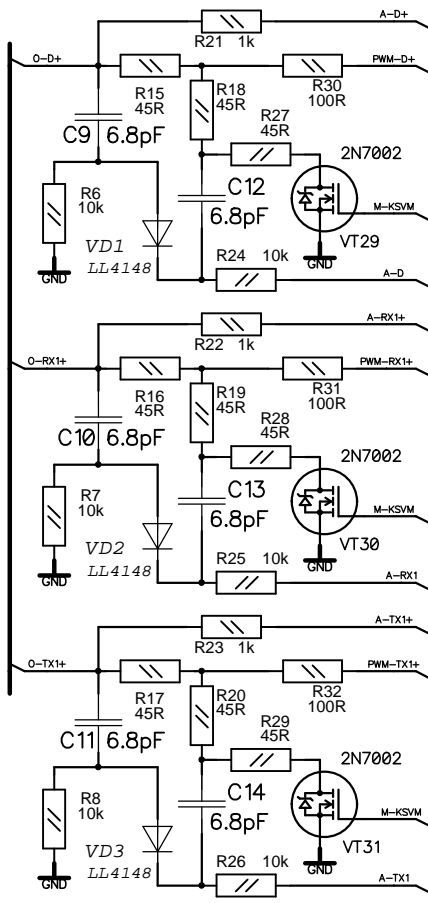 A-D+
R21 1k
O-D+
PWM-D+
R15
45R
R18
45R
R30
100R
R27
45R
C9 6.8pF
2N7002
R6
10k
C12
6.8pF
M-KSVM
VD1
LL4148
VT29
R24 10k
GND
GND
A-D
A-RX1+
R22 1k
O-RX1+
PWM-RX1+
R16
45R
R19
45R
R31
100R
R28
45R
C10 6.8pF
2N7002
R7
10k
C13
6.8pF
M-KSVM
VD2
LL4148
VT30
R25 10k
GND
GND
A-RX1
A-TX1+
R23 1k
O-TX1+
PWM-TX1+
R17
45R
R20
45R
R32
100R
R29
45R
C11 6.8pF
2N7002
R8
10k
C14
6.8pF
M-KSVM
VD3
LL4148
VT31
R26 10k
GND
GND
A-TX1